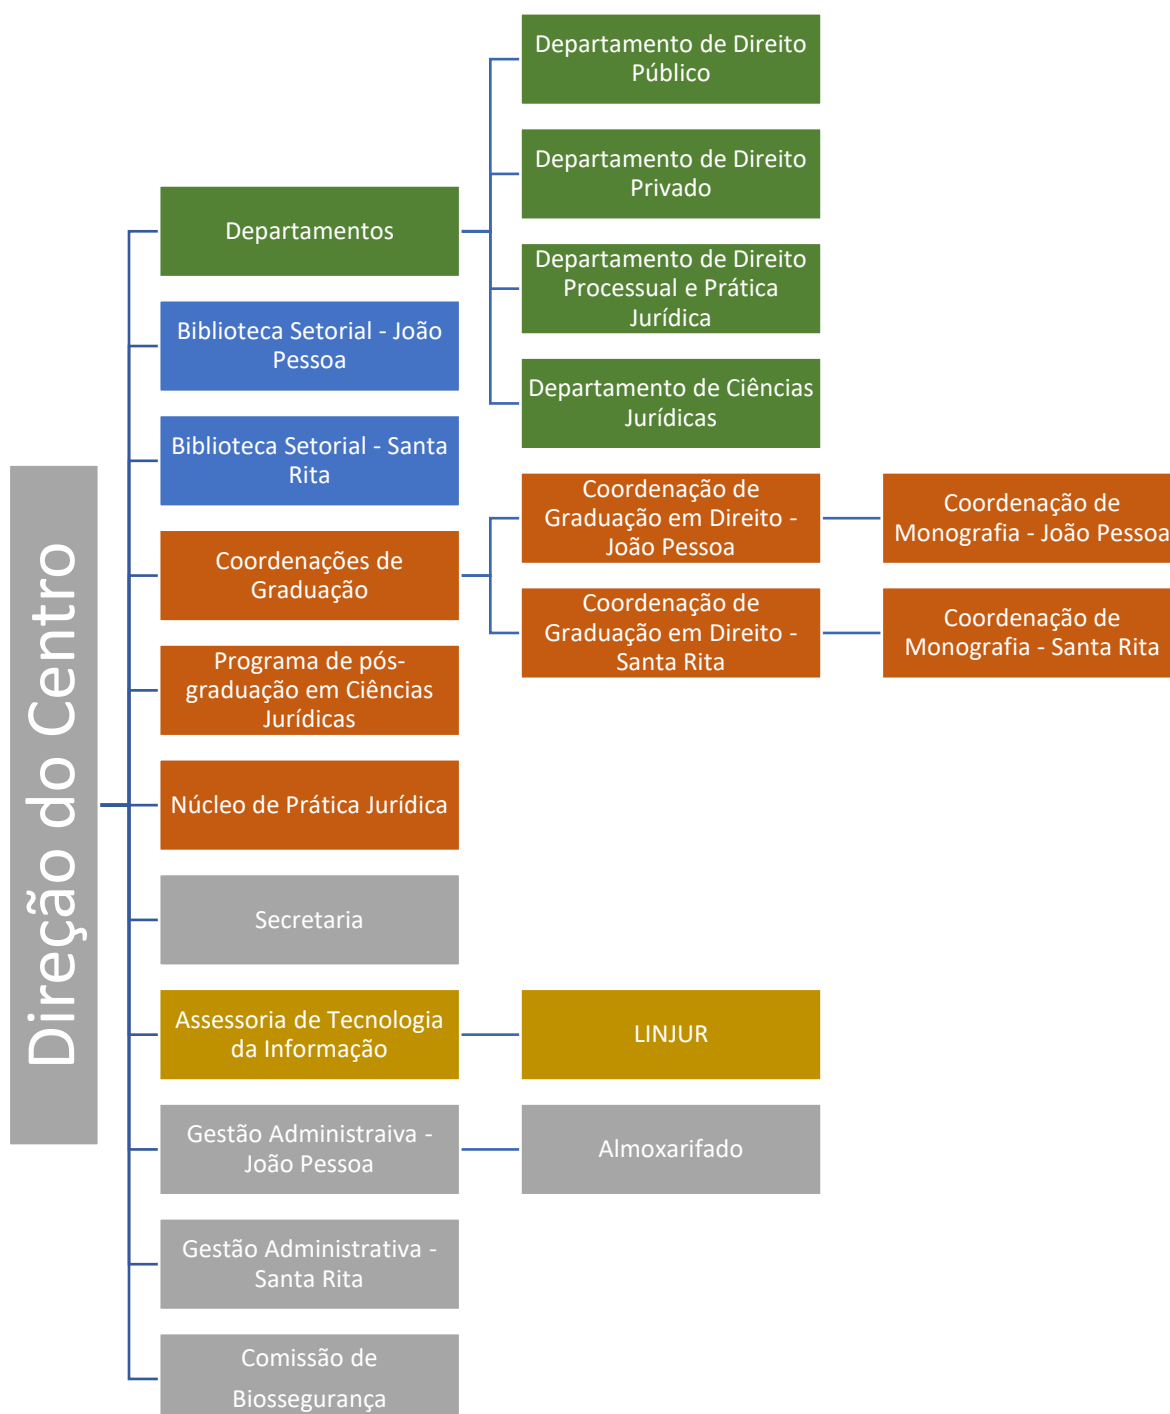 Direção do Centro
Departamentos
Departamento de Direito
Público
Departamento de Direito
Privado
Departamento de Direito
Processual e Prática
Jurídica
Departamento de Ciências
Jurídicas
Biblioteca Setorial - João
Pessoa
Biblioteca Setorial - Santa
Rita
Coordenações de
Graduação
Coordenação de
Graduação em Direito -
João Pessoa
Coordenação de
Monografia - João Pessoa
Coordenação de
Graduação em Direito -
Santa Rita
Coordenação de
Monografia - Santa Rita
Programa de pós-
graduação em Ciências
Jurídicas
Núcleo de Prática Jurídica
Secretaria
Assessoria de Tecnologia
da Informação
LINJUR
Gestão Administraiva -
João Pessoa
Almoxarifado
Gestão Administrativa -
Santa Rita
Comissão de
Biossegurança